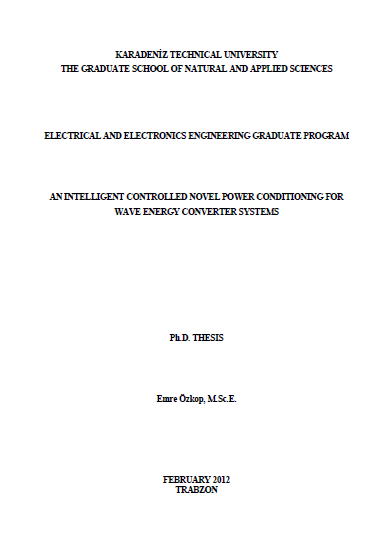 KARADENİZ TECHNICAL UNIVERSITY
THE GRADUATE SCHOOL OF NATURAL AND APPLIED SCIENCES
ELECTRICAL AND ELECTRONICS ENGINEERING GRADUATE PROGRAM
AN INTELLIGENT CONTROLLED NOVEL POWER CONDITIONING FOR
WAVE ENERGY CONVERTER SYSTEMS
Ph.D. THESIS
Emre Özkop, M.Sc.E.
FEBRUARY 2012
TRABZON